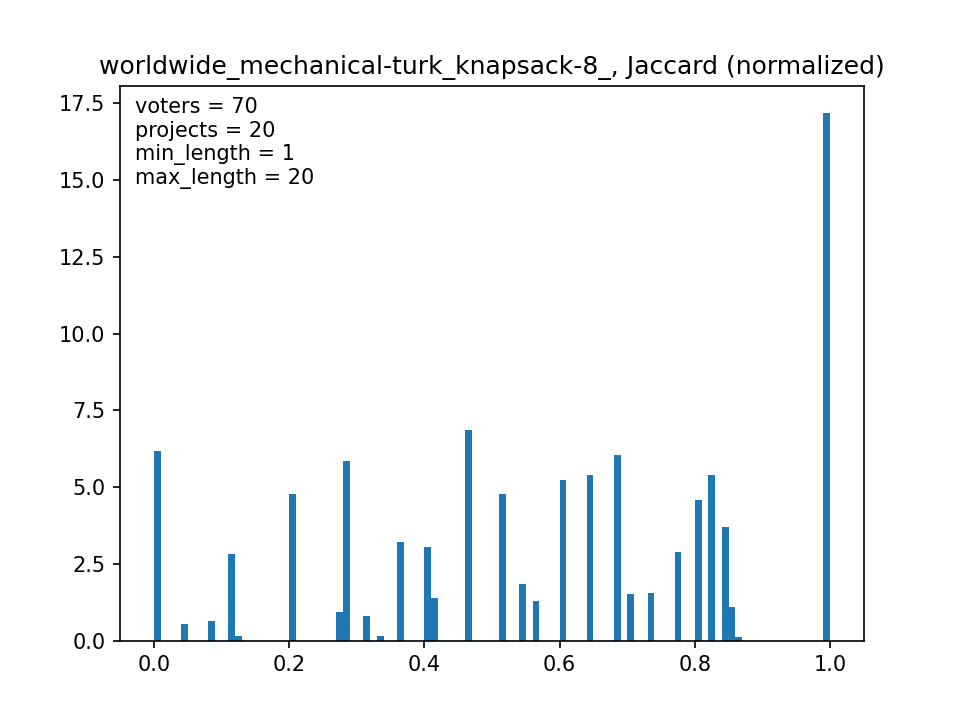 worldwide_mechanical-turk_knapsack-8_, Jaccard (normalized)
voters = 70
projects = 20
min_length = 1
max_length = 20
17.5
15.0
12.5
10.0
7.5
5.0
2.5
0.0
0.0 0.2 0.4 0.6 0.8 1.0